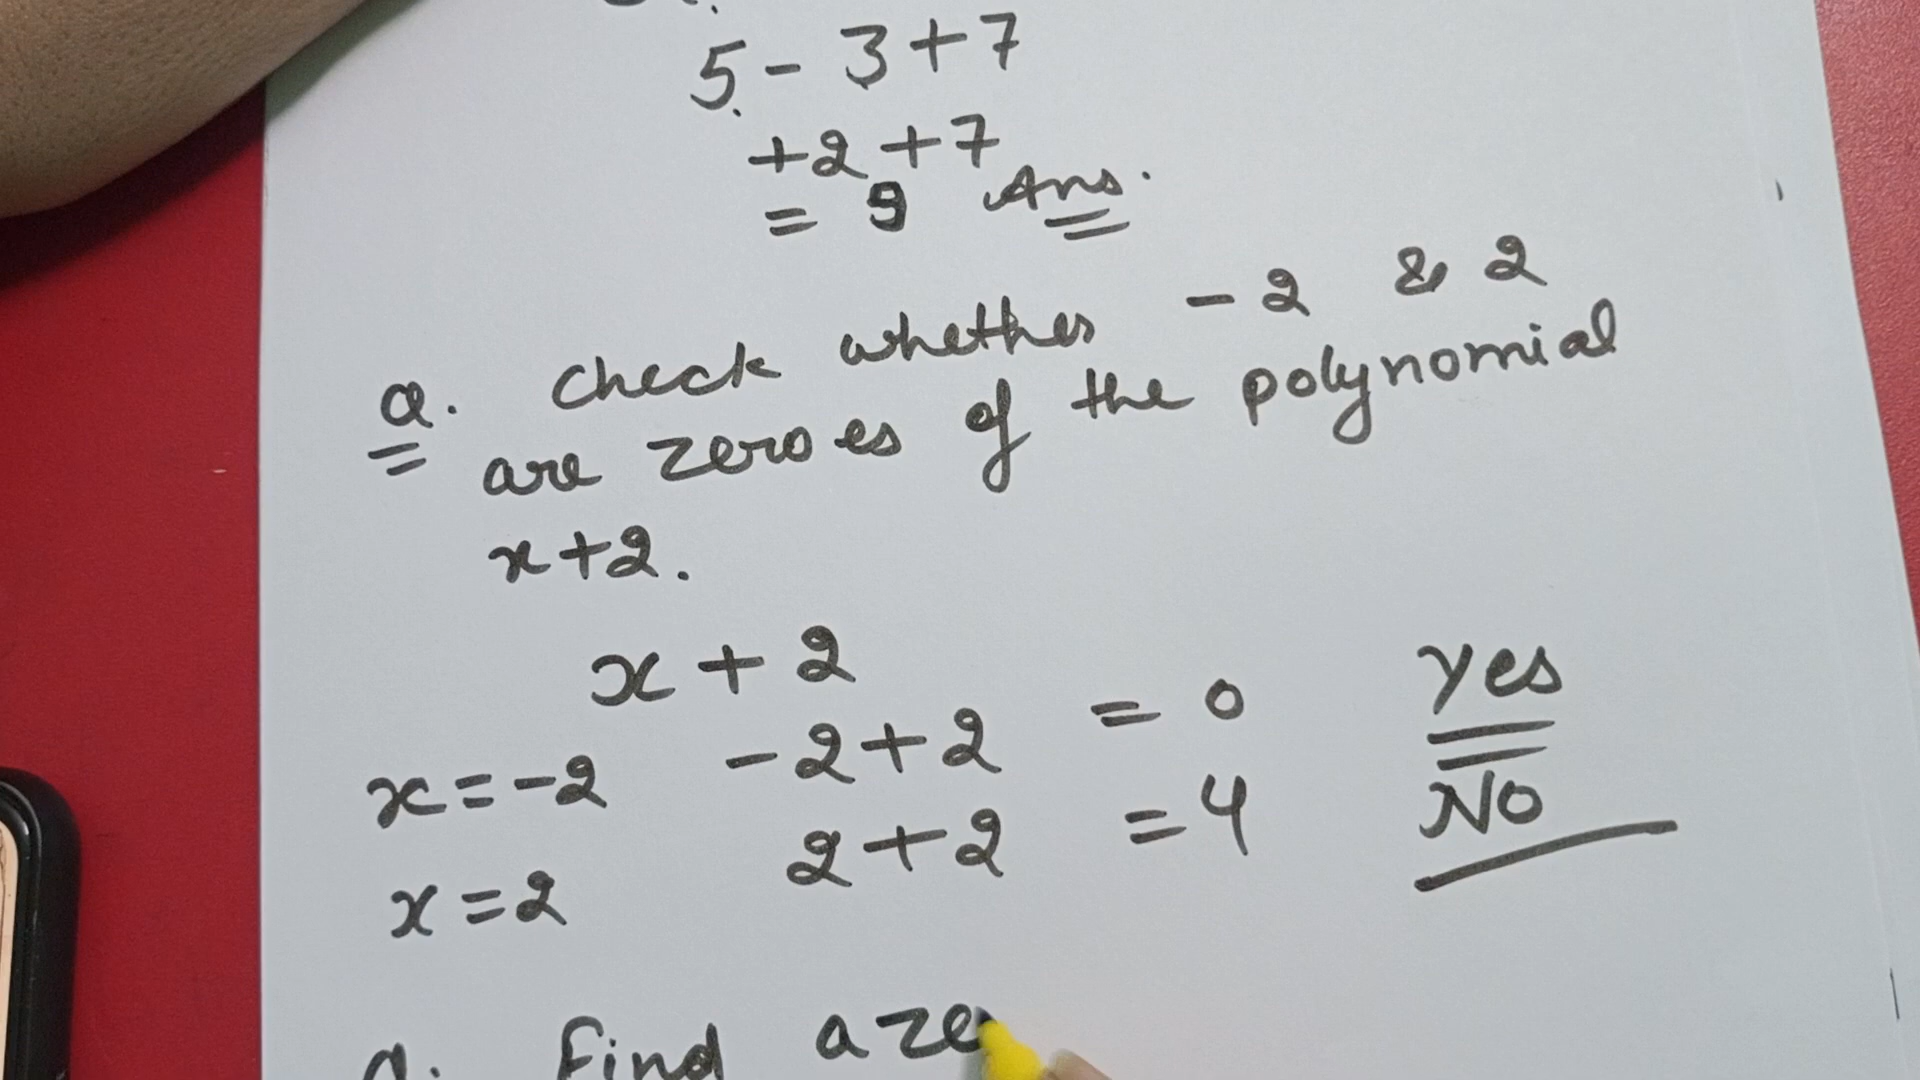 5 - 3 + 7
+2 + 7
= 9 Ans.
Q. Check whether - 2 & 2
are zeroes of the polynomial
x + 2.
x + 2
x = -2 - 2 + 2 = 0 Yes
x = 2 2 + 2 = 4 NO
Q. Find a ze